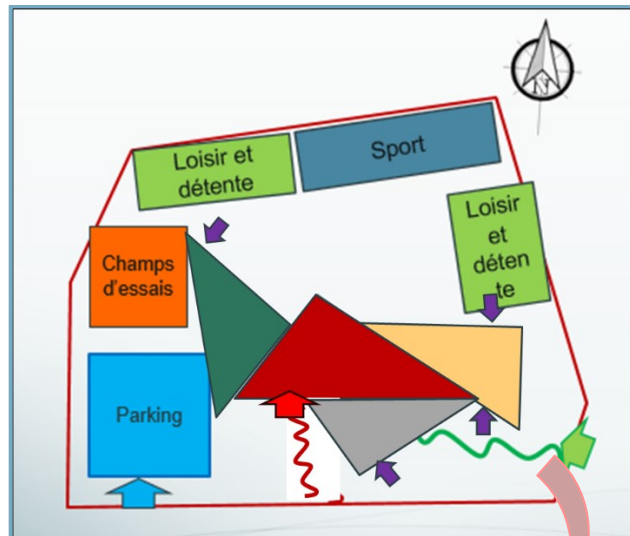 N
Loisir et
détente
Sport
Loisir
et
déten
te
Champs
d'essais
Parking